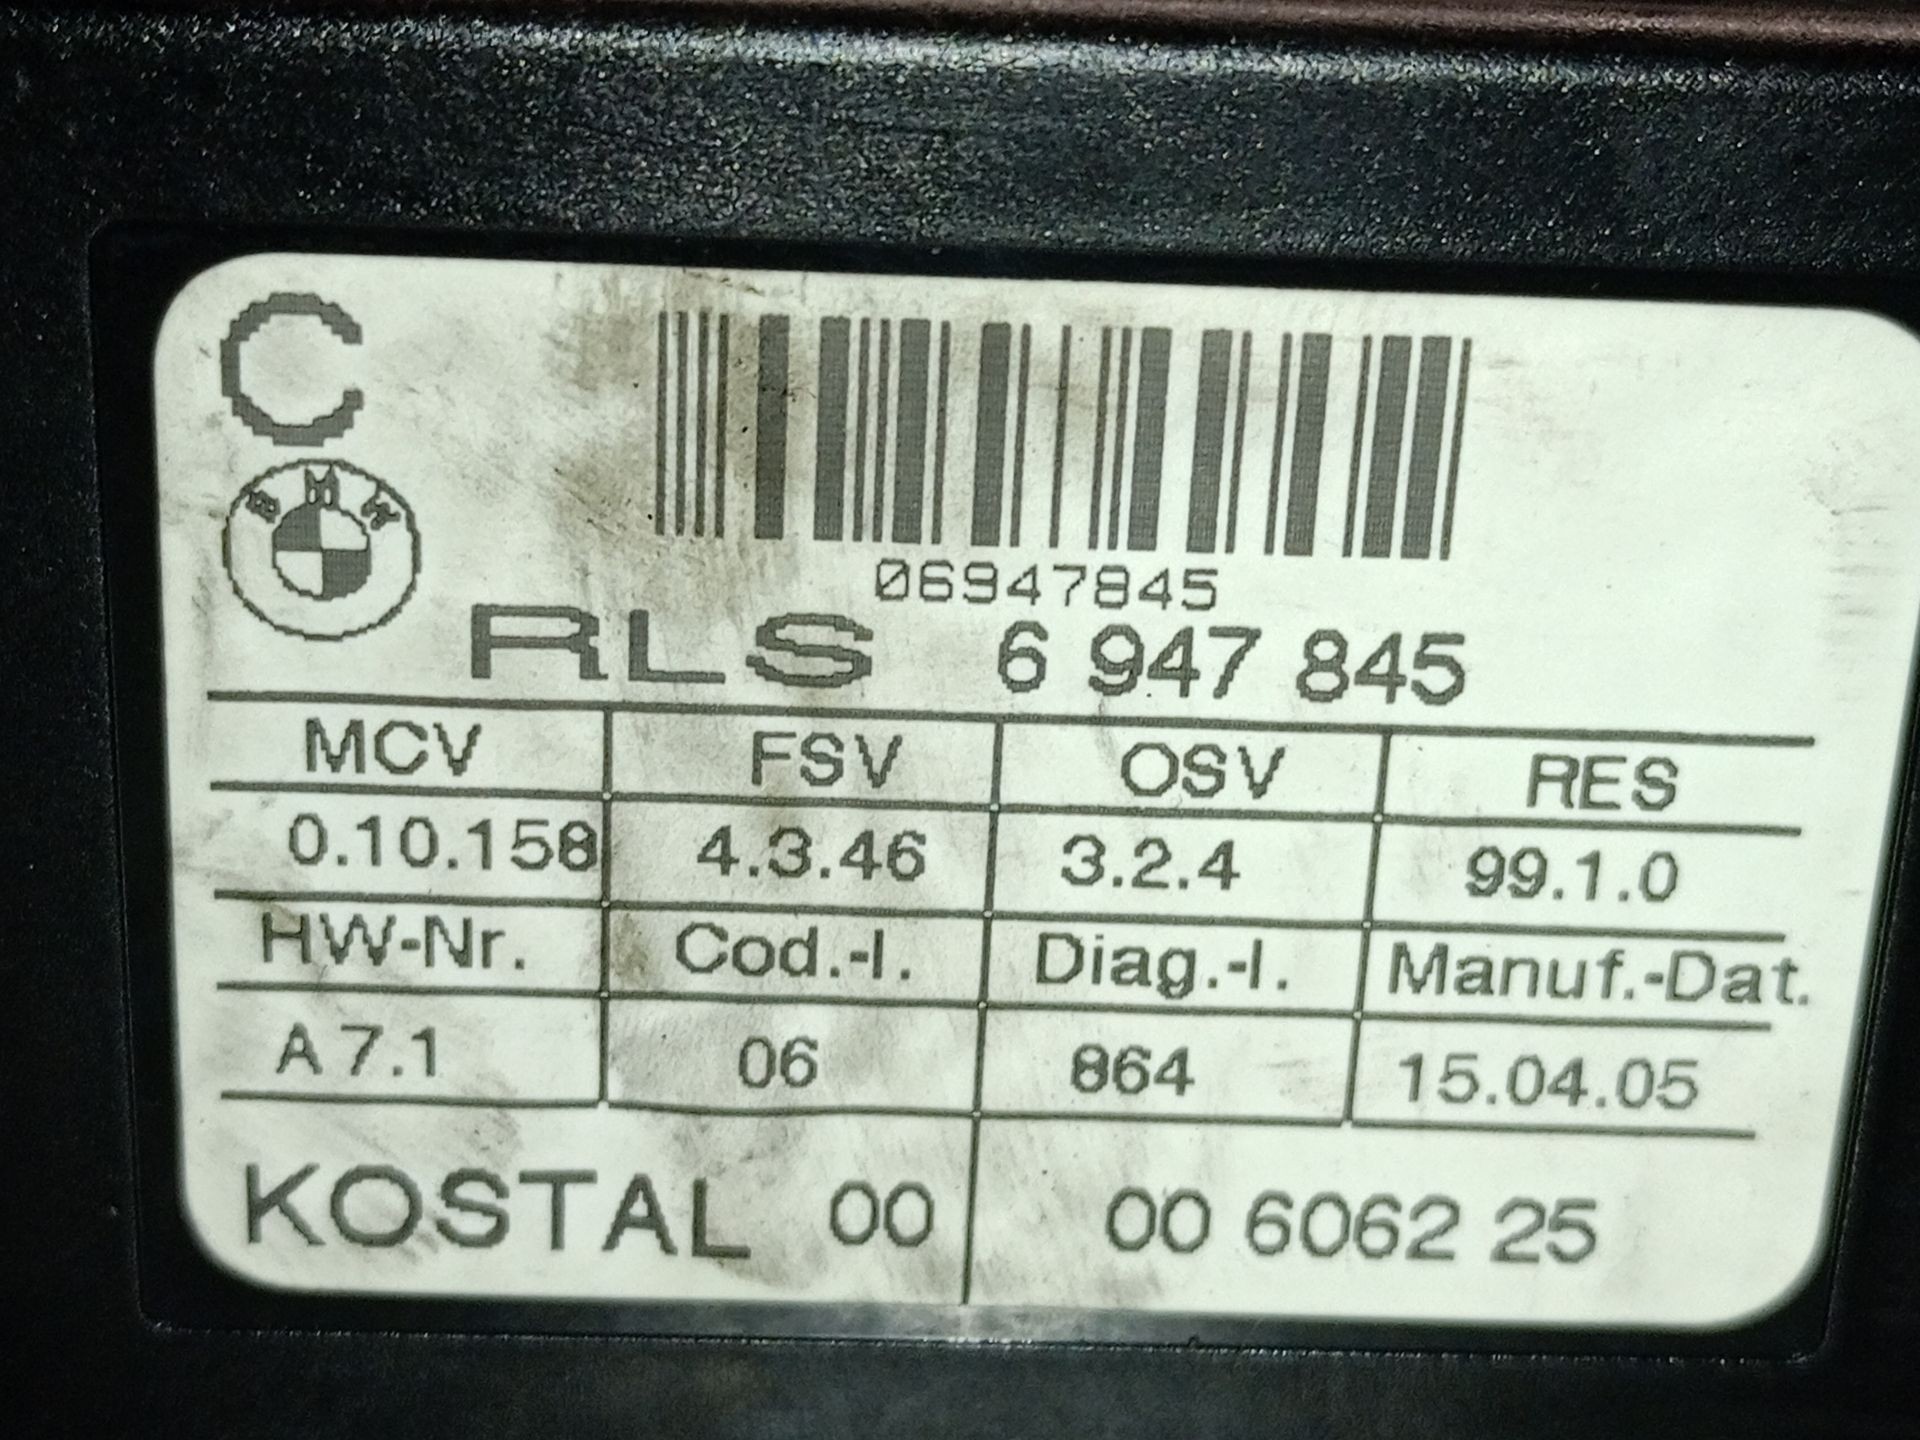 C
BMW
06947845
RLS 6 947 845
MCV FSV OSV RES
0.10.158 4.3.46 3.2.4 99.1.0
HW-Nr. Cod.-I. Diag.-I. Manuf.-Dat.
A 7.1 06 864 15.04.05
KOSTAL 00 00 6062 25